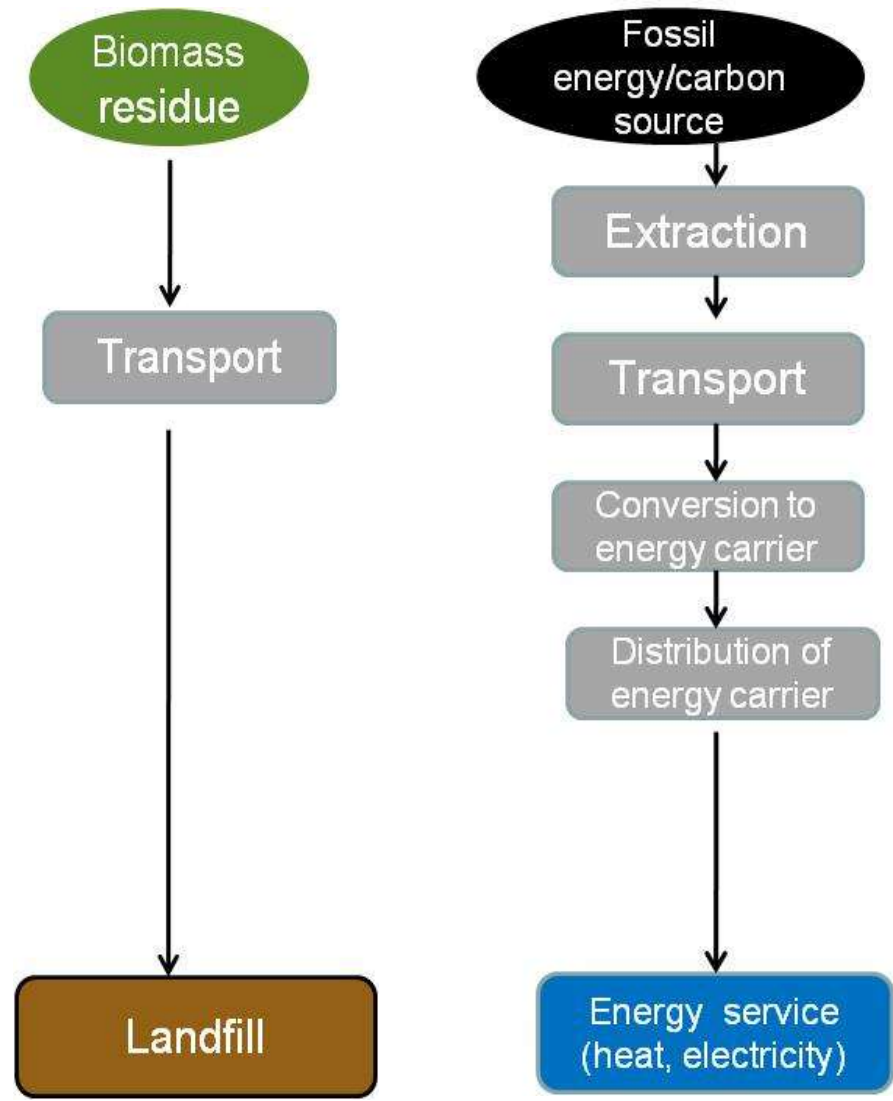 Biomass
residue
Transport
Landfill
Fossil
energy/carbon
source
Extraction
Transport
Conversion to
energy carrier
Distribution of
energy carrier
Energy service
(heat, electricity)